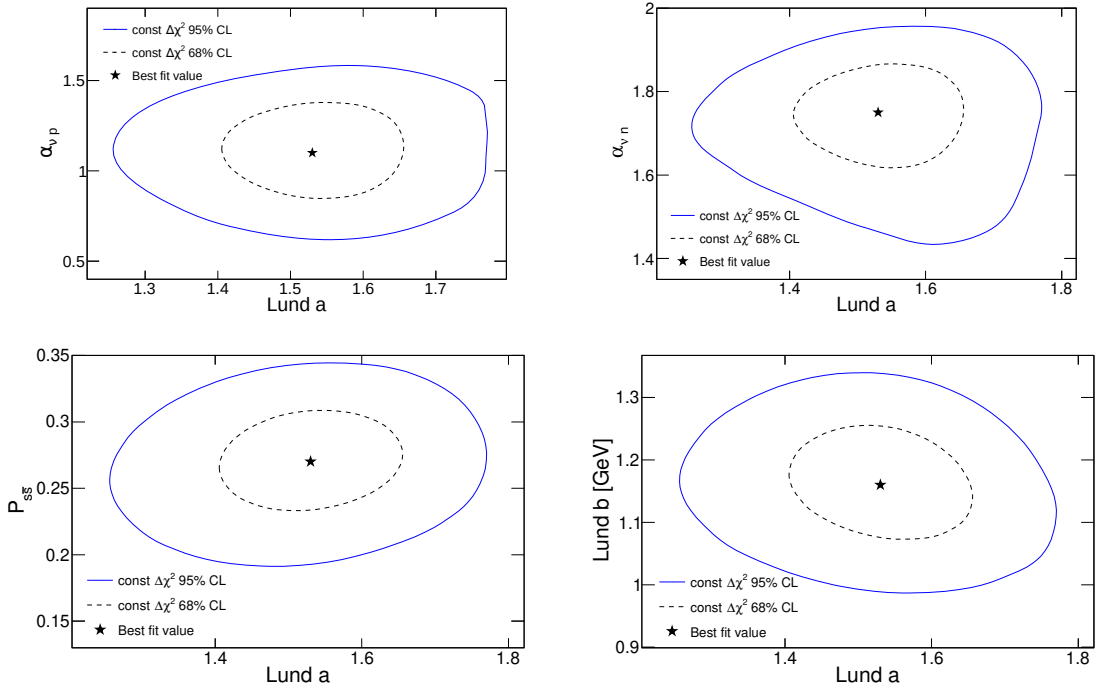 const Δχ² 95% CL
const Δχ² 68% CL
Best fit value
1.5
1
0.5
α_ν p
1.3 1.4 1.5 1.6 1.7
Lund a
2
1.8
1.6
1.4
α_ν n
const Δχ² 95% CL
const Δχ² 68% CL
Best fit value
1.4 1.6 1.8
Lund a
0.35
0.3
0.25
0.2
0.15
P_ss̄
const Δχ² 95% CL
const Δχ² 68% CL
Best fit value
1.4 1.6 1.8
Lund a
1.3
1.2
1.1
1
0.9
Lund b [GeV]
const Δχ² 95% CL
const Δχ² 68% CL
Best fit value
1.4 1.6 1.8
Lund a